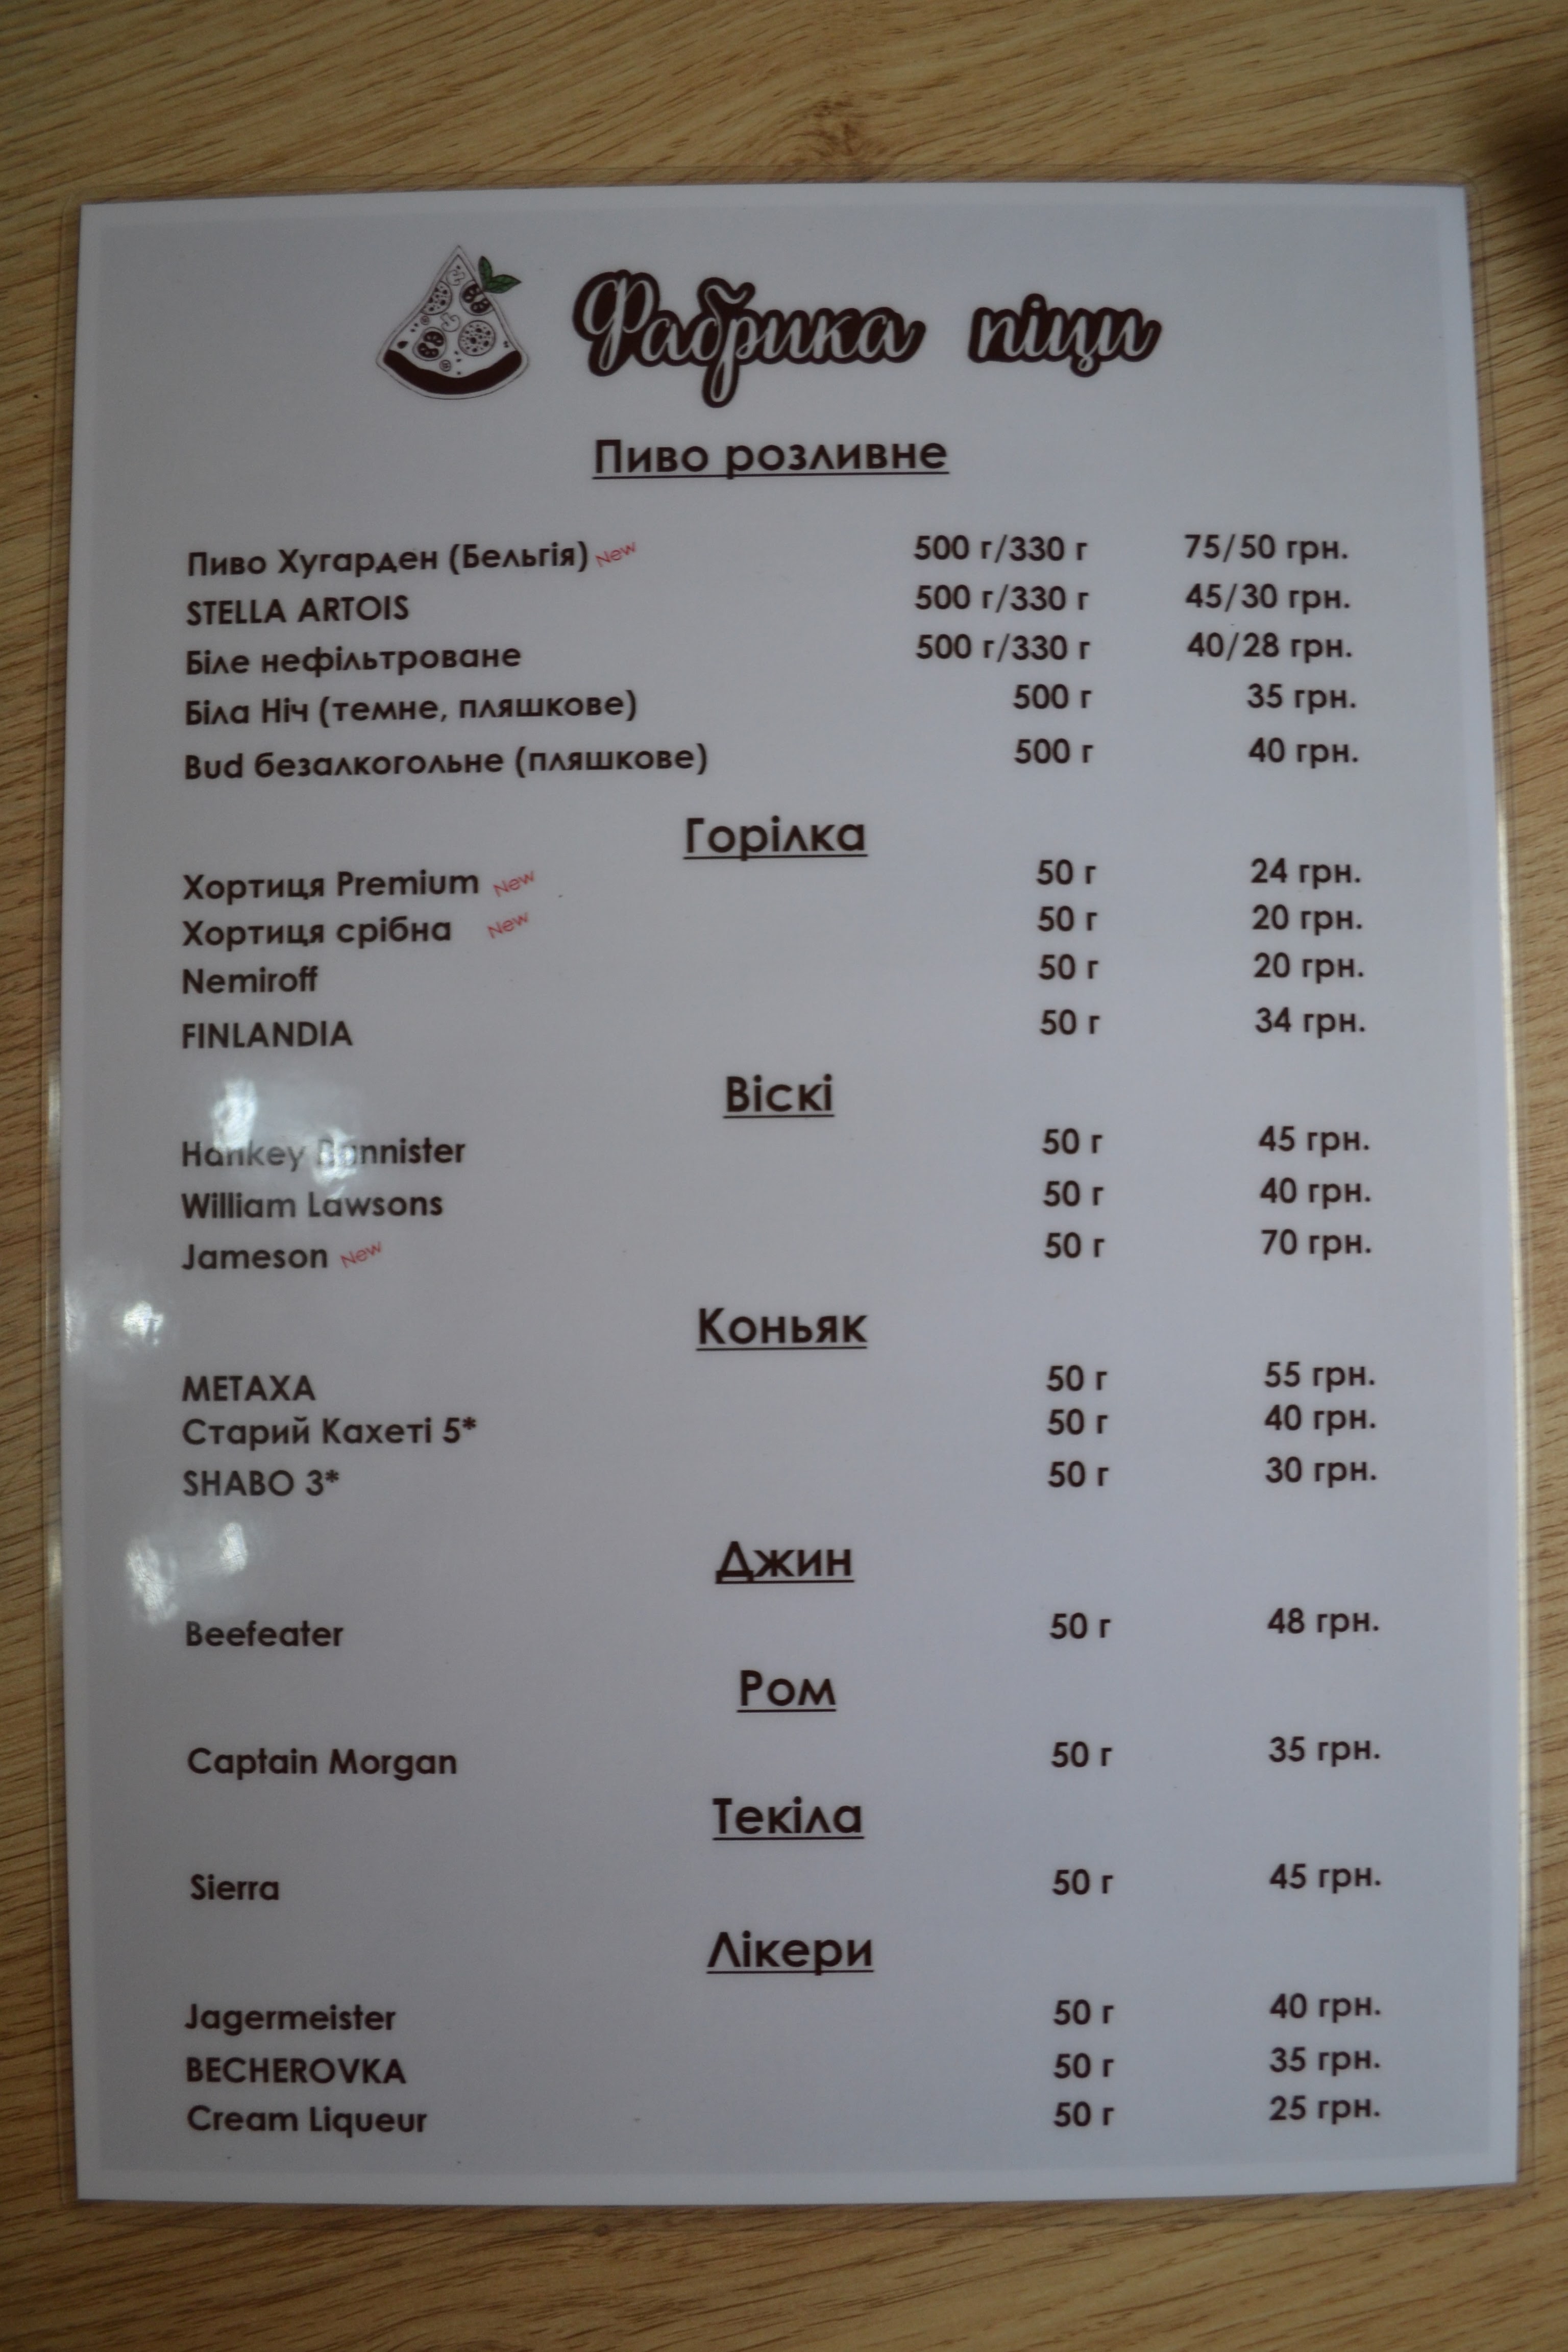 Фабрика піци
Пиво розливне
Пиво Хугарден (Бельгія) New 500 г/330 г 75/50 грн.
STELLA ARTOIS 500 г/330 г 45/30 грн.
Біле нефільтроване 500 г/330 г 40/28 грн.
Біла Ніч (темне, пляшкове) 500 г 35 грн.
Bud безалкогольне (пляшкове) 500 г 40 грн.
Горілка
Хортиця Premium New 50 г 24 грн.
Хортиця срібна New 50 г 20 грн.
Nemiroff 50 г 20 грн.
FINLANDIA 50 г 34 грн.
Віскі
Hankey Bannister 50 г 45 грн.
William Lawsons 50 г 40 грн.
Jameson New 50 г 70 грн.
Коньяк
METAXA 50 г 55 грн.
Старий Кахеті 5* 50 г 40 грн.
SHABO 3* 50 г 30 грн.
Джин
Beefeater 50 г 48 грн.
Ром
Captain Morgan 50 г 35 грн.
Текіла
Sierra 50 г 45 грн.
Лікери
Jagermeister 50 г 40 грн.
BECHEROVKA 50 г 35 грн.
Cream Liqueur 50 г 25 грн.